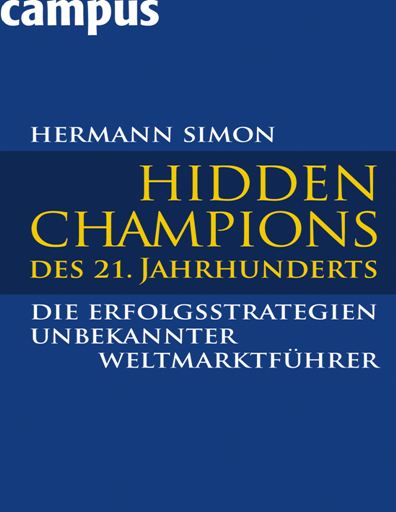 campus
HERMANN SIMON
HIDDEN
CHAMPIONS
DES 21. JAHRHUNDERTS
DIE ERFOLGSSTRATEGIEN
UNBEKANNTER
WELTMARKTFÜHRER